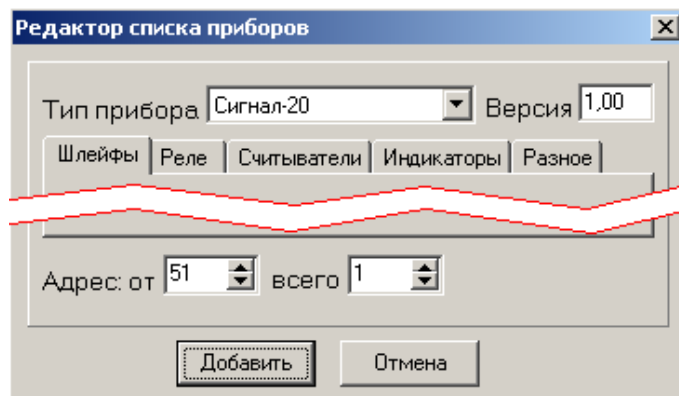 Редактор списка приборов
Тип прибора Сигнал-20 Версия 1,00
Шлейфы Реле Считыватели Индикаторы Разное
Адрес: от 51 всего 1
Добавить Отмена